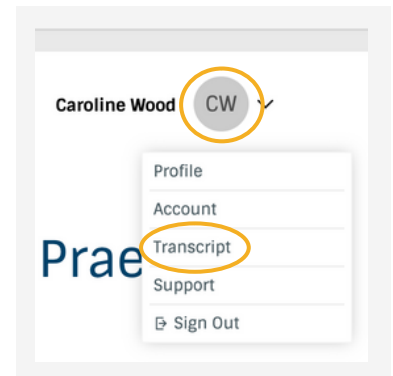 Caroline Wood CW
Profile
Account
Transcript
Prae
Support
Sign Out